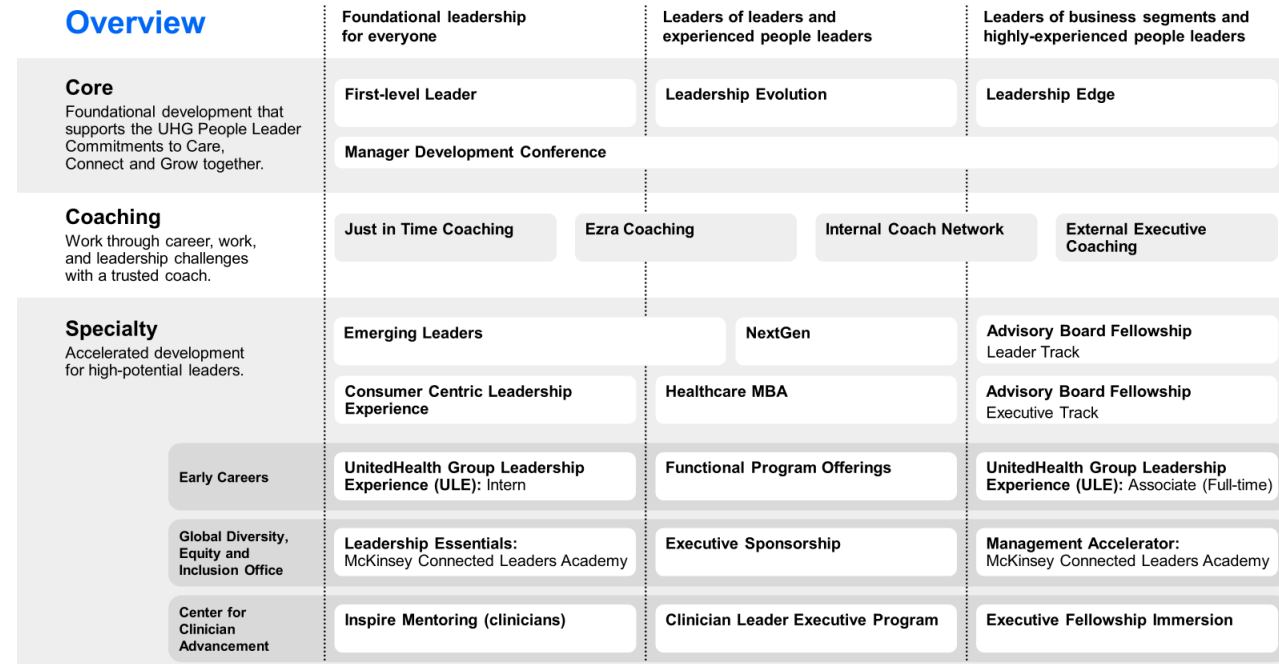 Overview
Foundational leadership
for everyone
Leaders of leaders and
experienced people leaders
Leaders of business segments and
highly-experienced people leaders
Core
Foundational development that
supports the UHG People Leader
Commitments to Care,
Connect and Grow together.
First-level Leader
Leadership Evolution
Leadership Edge
Manager Development Conference
Coaching
Work through career, work,
and leadership challenges
with a trusted coach.
Just in Time Coaching
Ezra Coaching
Internal Coach Network
External Executive
Coaching
Specialty
Accelerated development
for high-potential leaders.
Emerging Leaders
NextGen
Advisory Board Fellowship
Leader Track
Consumer Centric Leadership
Experience
Healthcare MBA
Advisory Board Fellowship
Executive Track
Early Careers
UnitedHealth Group Leadership
Experience (ULE): Intern
Functional Program Offerings
UnitedHealth Group Leadership
Experience (ULE): Associate (Full-time)
Global Diversity,
Equity and
Inclusion Office
Leadership Essentials:
McKinsey Connected Leaders Academy
Executive Sponsorship
Management Accelerator:
McKinsey Connected Leaders Academy
Center for
Clinician
Advancement
Inspire Mentoring (clinicians)
Clinician Leader Executive Program
Executive Fellowship Immersion